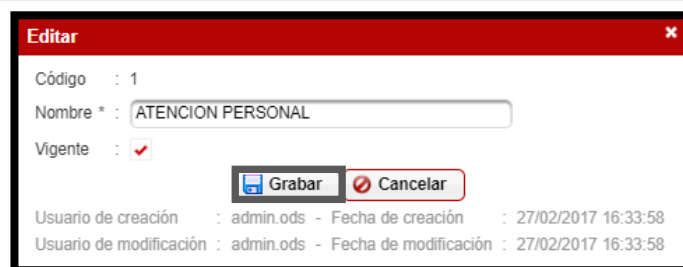 Editar
Código : 1
Nombre * : ATENCION PERSONAL
Vigente :
Grabar Cancelar
Usuario de creación : admin.ods - Fecha de creación : 27/02/2017 16:33:58
Usuario de modificación : admin.ods - Fecha de modificación : 27/02/2017 16:33:58